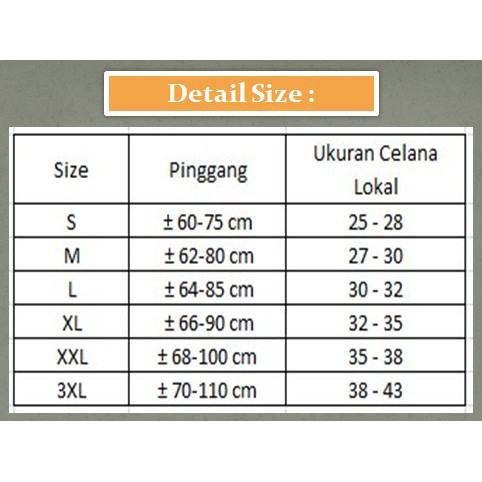 Detail Size :
Size Pinggang Ukuran Celana
Lokal
S ± 60-75 cm 25 - 28
M ± 62-80 cm 27 - 30
L ± 64-85 cm 30 - 32
XL ± 66-90 cm 32 - 35
XXL ± 68-100 cm 35 - 38
3XL ± 70-110 cm 38 - 43